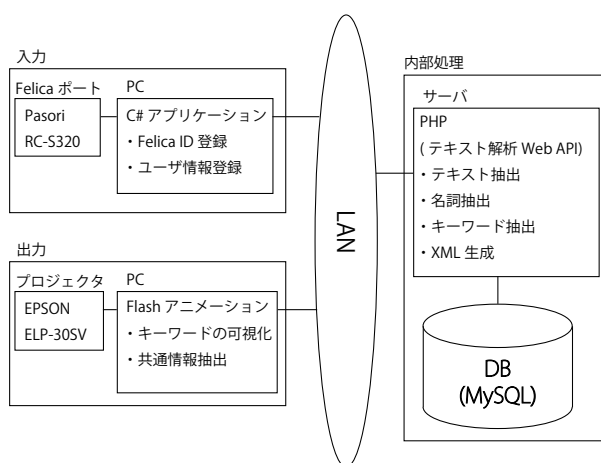 入力
Felica ポート
Pasori
RC-S320
PC
C# アプリケーション
・Felica ID 登録
・ユーザ情報登録
出力
プロジェクタ
EPSON
ELP-30SV
PC
Flash アニメーション
・キーワードの可視化
・共通情報抽出
LAN
内部処理
サーバ
PHP
( テキスト解析 Web API)
・テキスト抽出
・名詞抽出
・キーワード抽出
・XML 生成
DB
(MySQL)